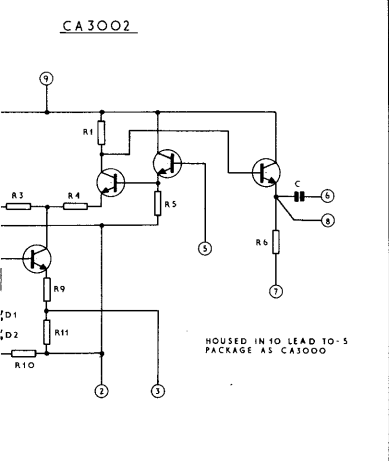 CA3002
9
R1
R3
R4
R5
C
6
8
5
R6
R9
7
D1
R11
D2
HOUSED IN 10 LEAD TO-5
PACKAGE AS CA3000
R10
2
3